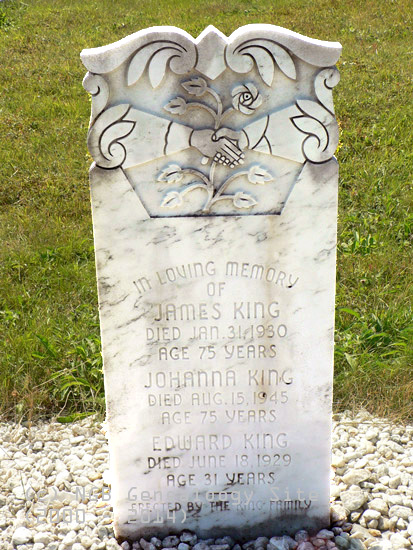 IN LOVING MEMORY
OF
JAMES KING
DIED JAN. 31, 1930
AGE 75 YEARS
JOHANNA KING
DIED AUG. 15, 1945
AGE 75 YEARS
EDWARD KING
DIED JUNE 18, 1929
AGE 31 YEARS
ERECTED BY THE KING FAMILY